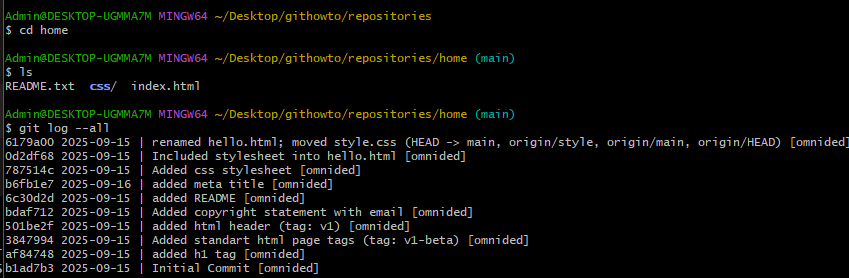 Admin@DESKTOP-UGMMA7M MINGW64 ~/Desktop/githowto/repositories
$ cd home
Admin@DESKTOP-UGMMA7M MINGW64 ~/Desktop/githowto/repositories/home (main)
$ ls
README.txt css/ index.html
Admin@DESKTOP-UGMMA7M MINGW64 ~/Desktop/githowto/repositories/home (main)
$ git log --all
6179a00 2025-09-15 | renamed hello.html; moved style.css (HEAD -> main, origin/style, origin/main, origin/HEAD) [omnided]
0d2df68 2025-09-15 | Included stylesheet into hello.html [omnided]
787514c 2025-09-15 | Added css stylesheet [omnided]
b6fb1e7 2025-09-16 | added meta title [omnided]
6c30d2d 2025-09-15 | added README [omnided]
bdaf712 2025-09-15 | Added copyright statement with email [omnided]
501be2f 2025-09-15 | added html header (tag: v1) [omnided]
3847994 2025-09-15 | Added standart html page tags (tag: v1-beta) [omnided]
af84748 2025-09-15 | added h1 tag [omnided]
b1ad7b3 2025-09-15 | Initial Commit [omnided]